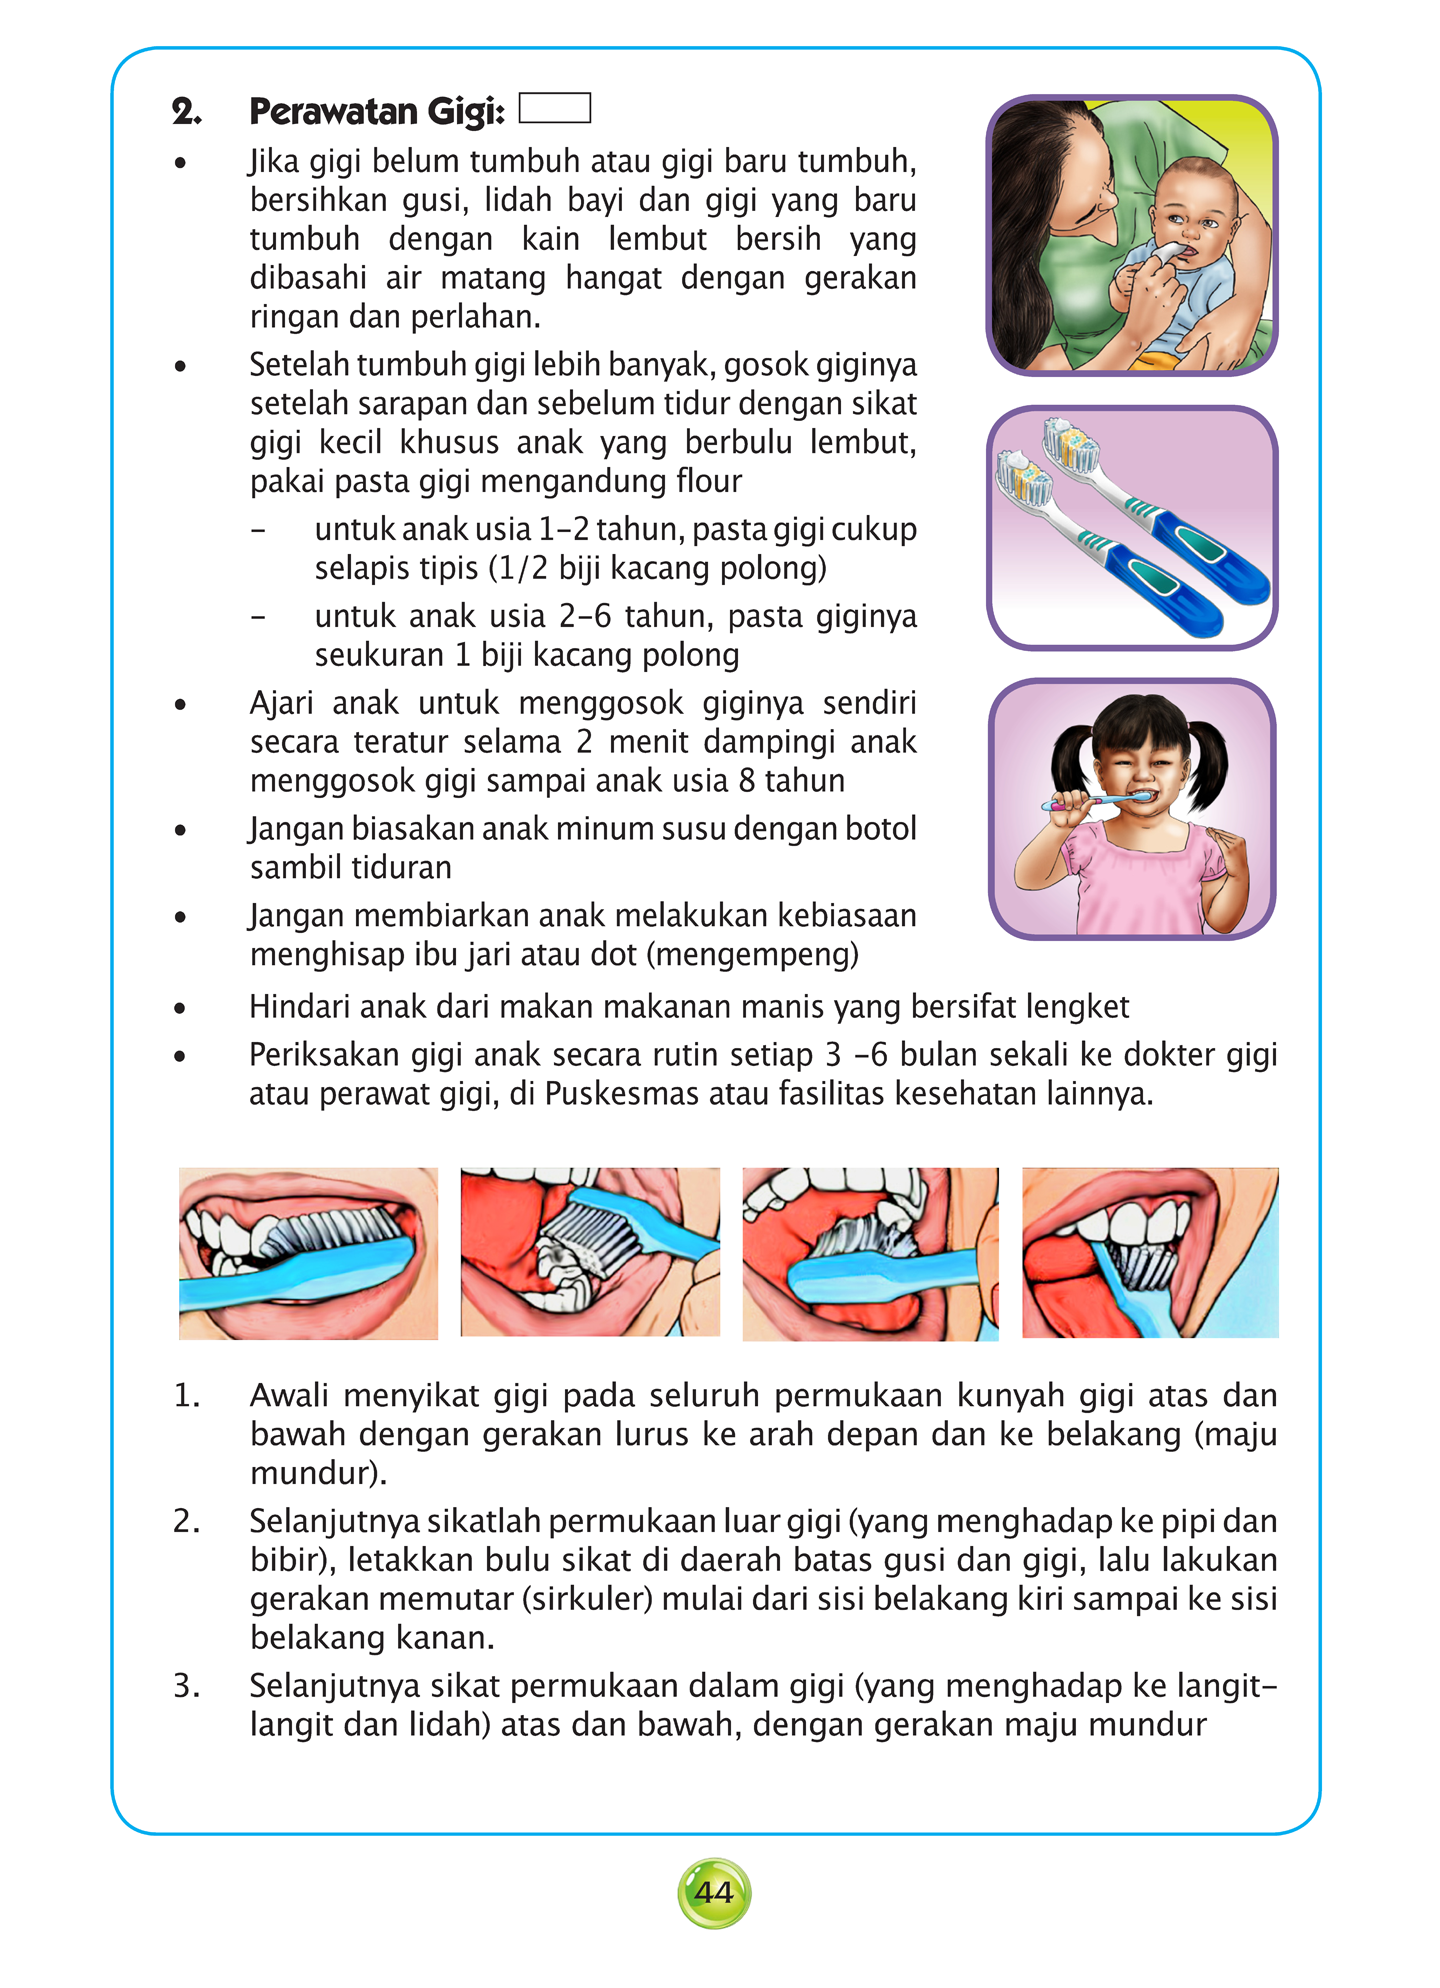 2. Perawatan Gigi:
• Jika gigi belum tumbuh atau gigi baru tumbuh,
bersihkan gusi, lidah bayi dan gigi yang baru
tumbuh dengan kain lembut bersih yang
dibasahi air matang hangat dengan gerakan
ringan dan perlahan.
• Setelah tumbuh gigi lebih banyak, gosok giginya
setelah sarapan dan sebelum tidur dengan sikat
gigi kecil khusus anak yang berbulu lembut,
pakai pasta gigi mengandung flour
– untuk anak usia 1–2 tahun, pasta gigi cukup
selapis tipis (1/2 biji kacang polong)
– untuk anak usia 2–6 tahun, pasta giginya
seukuran 1 biji kacang polong
• Ajari anak untuk menggosok giginya sendiri
secara teratur selama 2 menit dampingi anak
menggosok gigi sampai anak usia 8 tahun
• Jangan biasakan anak minum susu dengan botol
sambil tiduran
• Jangan membiarkan anak melakukan kebiasaan
menghisap ibu jari atau dot (mengempeng)
• Hindari anak dari makan makanan manis yang bersifat lengket
• Periksakan gigi anak secara rutin setiap 3 –6 bulan sekali ke dokter gigi
atau perawat gigi, di Puskesmas atau fasilitas kesehatan lainnya.
1. Awali menyikat gigi pada seluruh permukaan kunyah gigi atas dan
bawah dengan gerakan lurus ke arah depan dan ke belakang (maju
mundur).
2. Selanjutnya sikatlah permukaan luar gigi (yang menghadap ke pipi dan
bibir), letakkan bulu sikat di daerah batas gusi dan gigi, lalu lakukan
gerakan memutar (sirkuler) mulai dari sisi belakang kiri sampai ke sisi
belakang kanan.
3. Selanjutnya sikat permukaan dalam gigi (yang menghadap ke langit–
langit dan lidah) atas dan bawah, dengan gerakan maju mundur
44